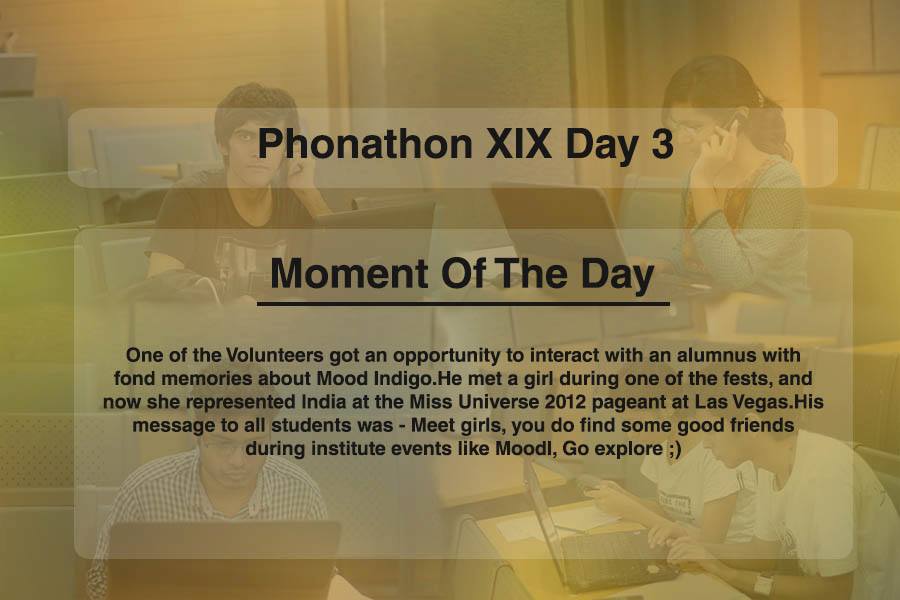 Phonathon XIX Day 3
Moment Of The Day
One of the Volunteers got an opportunity to interact with an alumnus with
fond memories about Mood Indigo.He met a girl during one of the fests, and
now she represented India at the Miss Universe 2012 pageant at Las Vegas.His
message to all students was - Meet girls, you do find some good friends
during institute events like MoodI, Go explore ;)